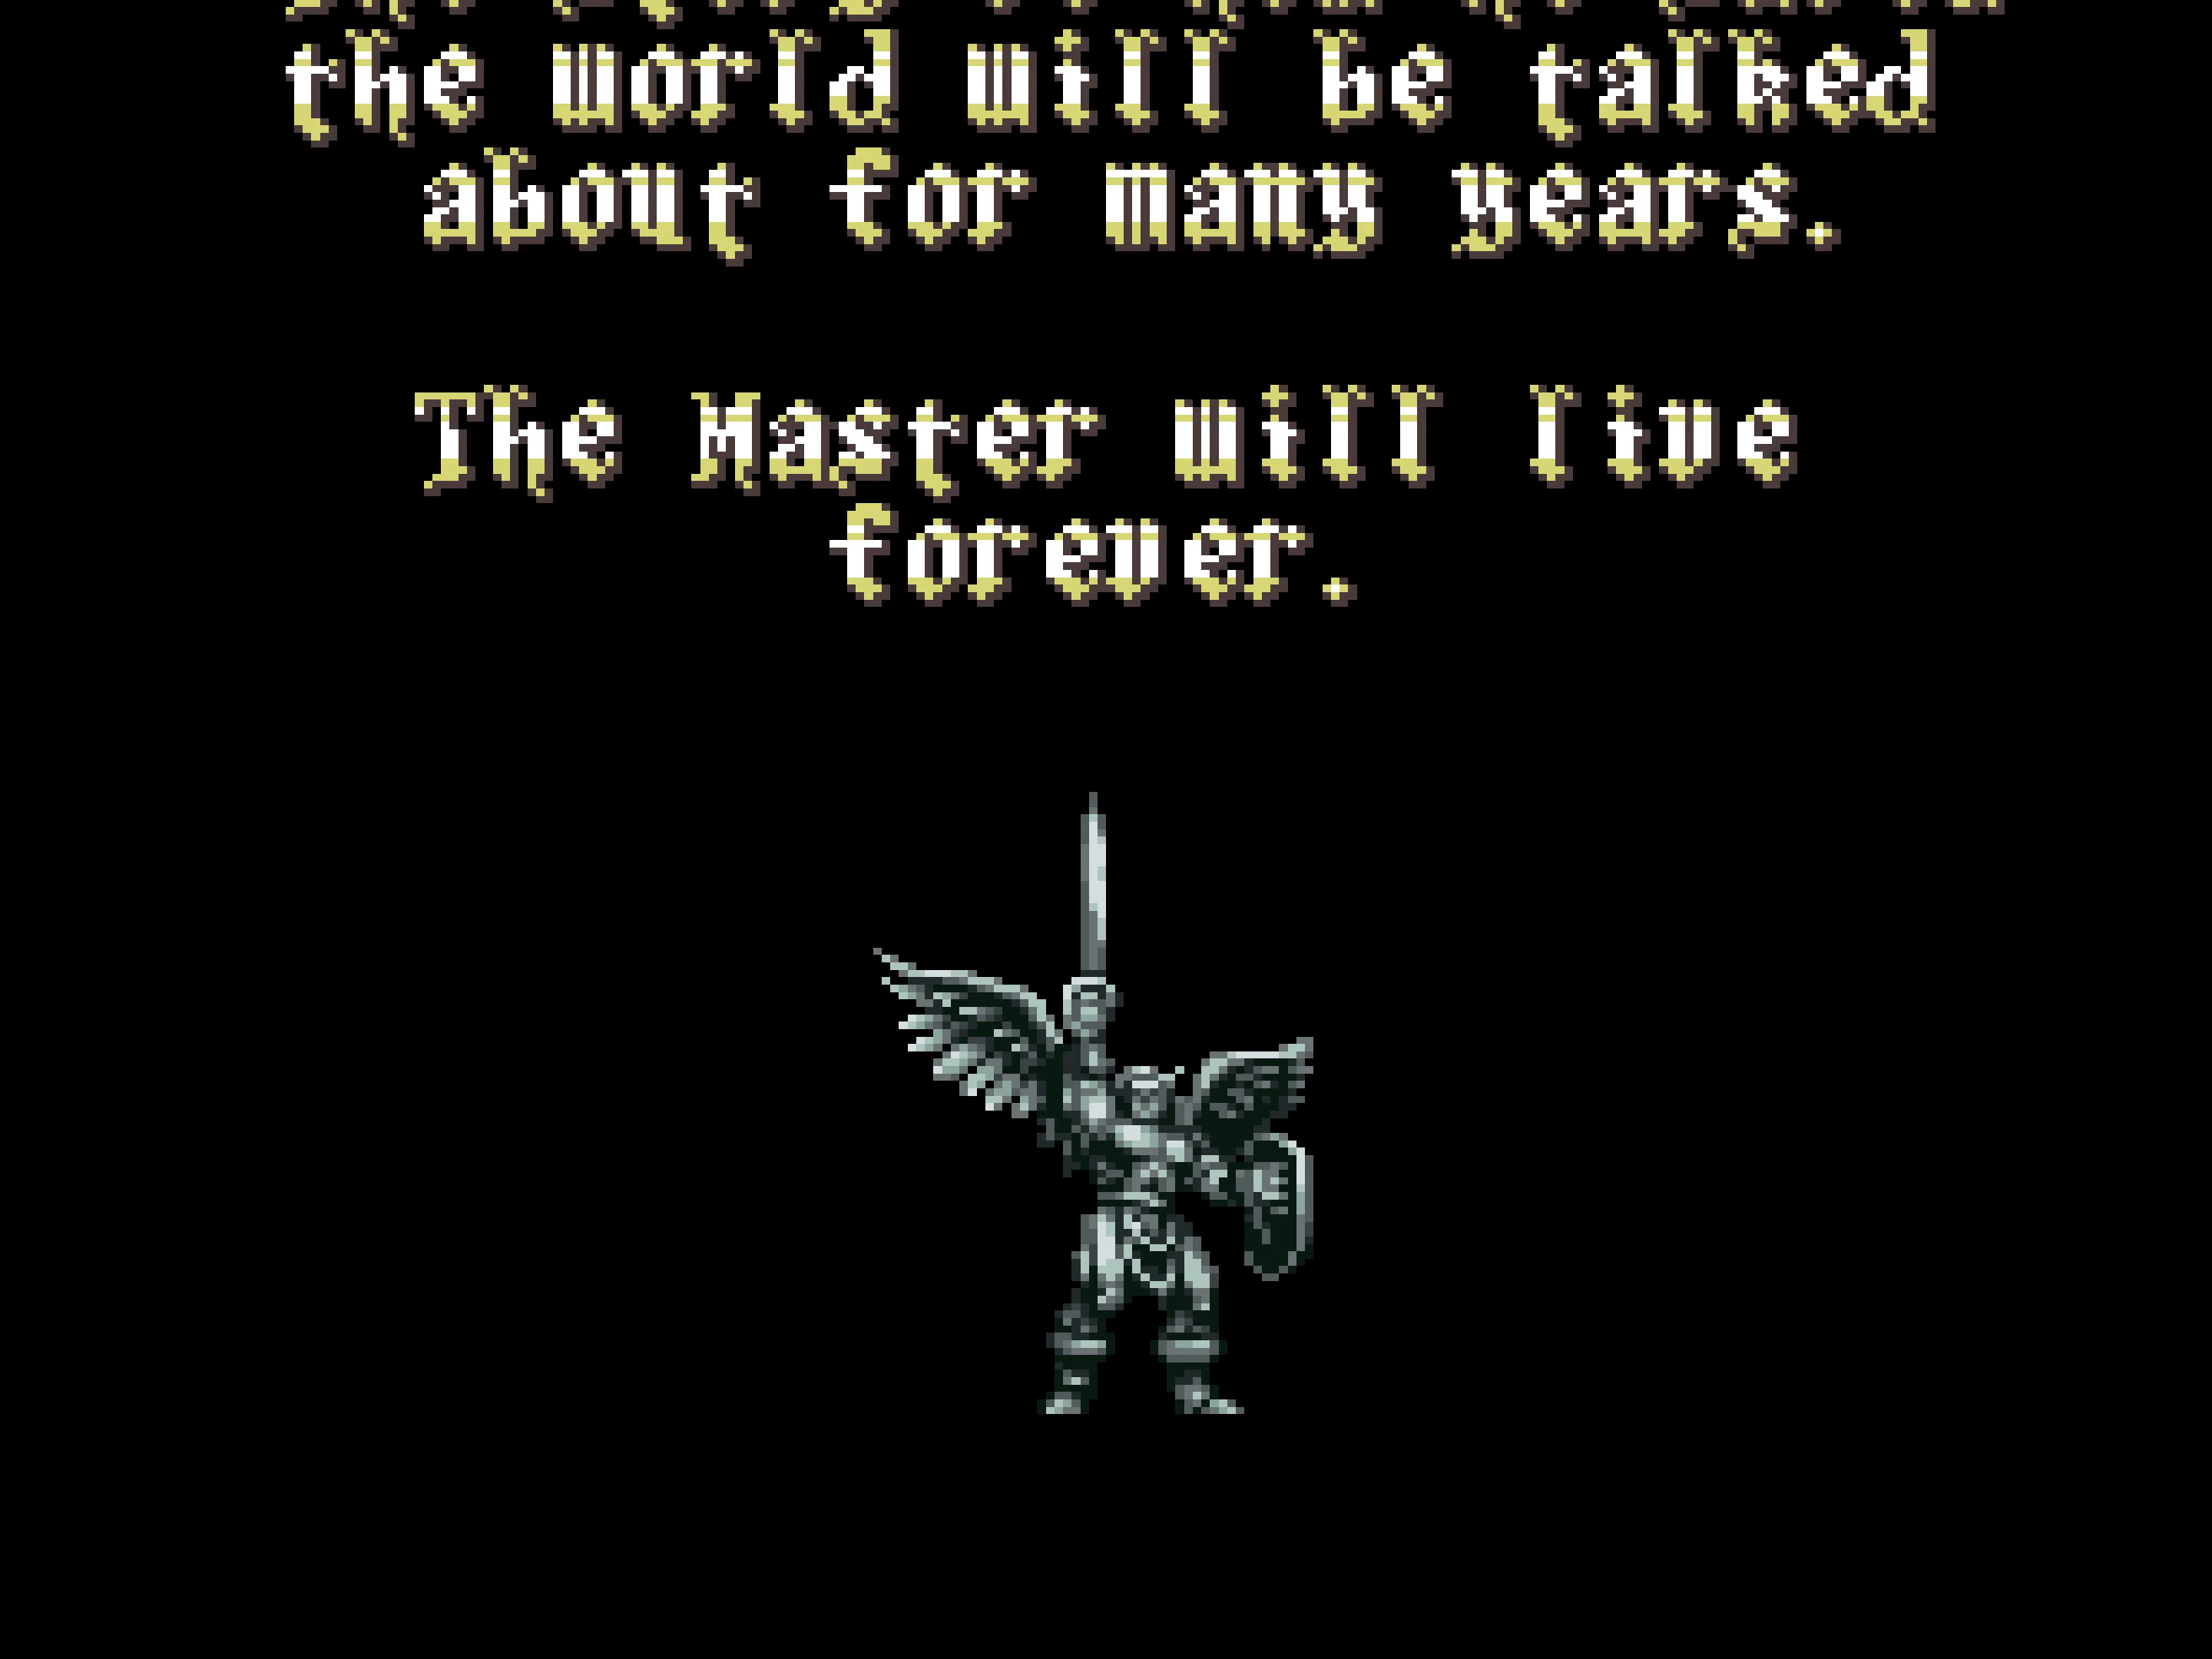 the world will be talked
about for many years.
The Master will live
forever.